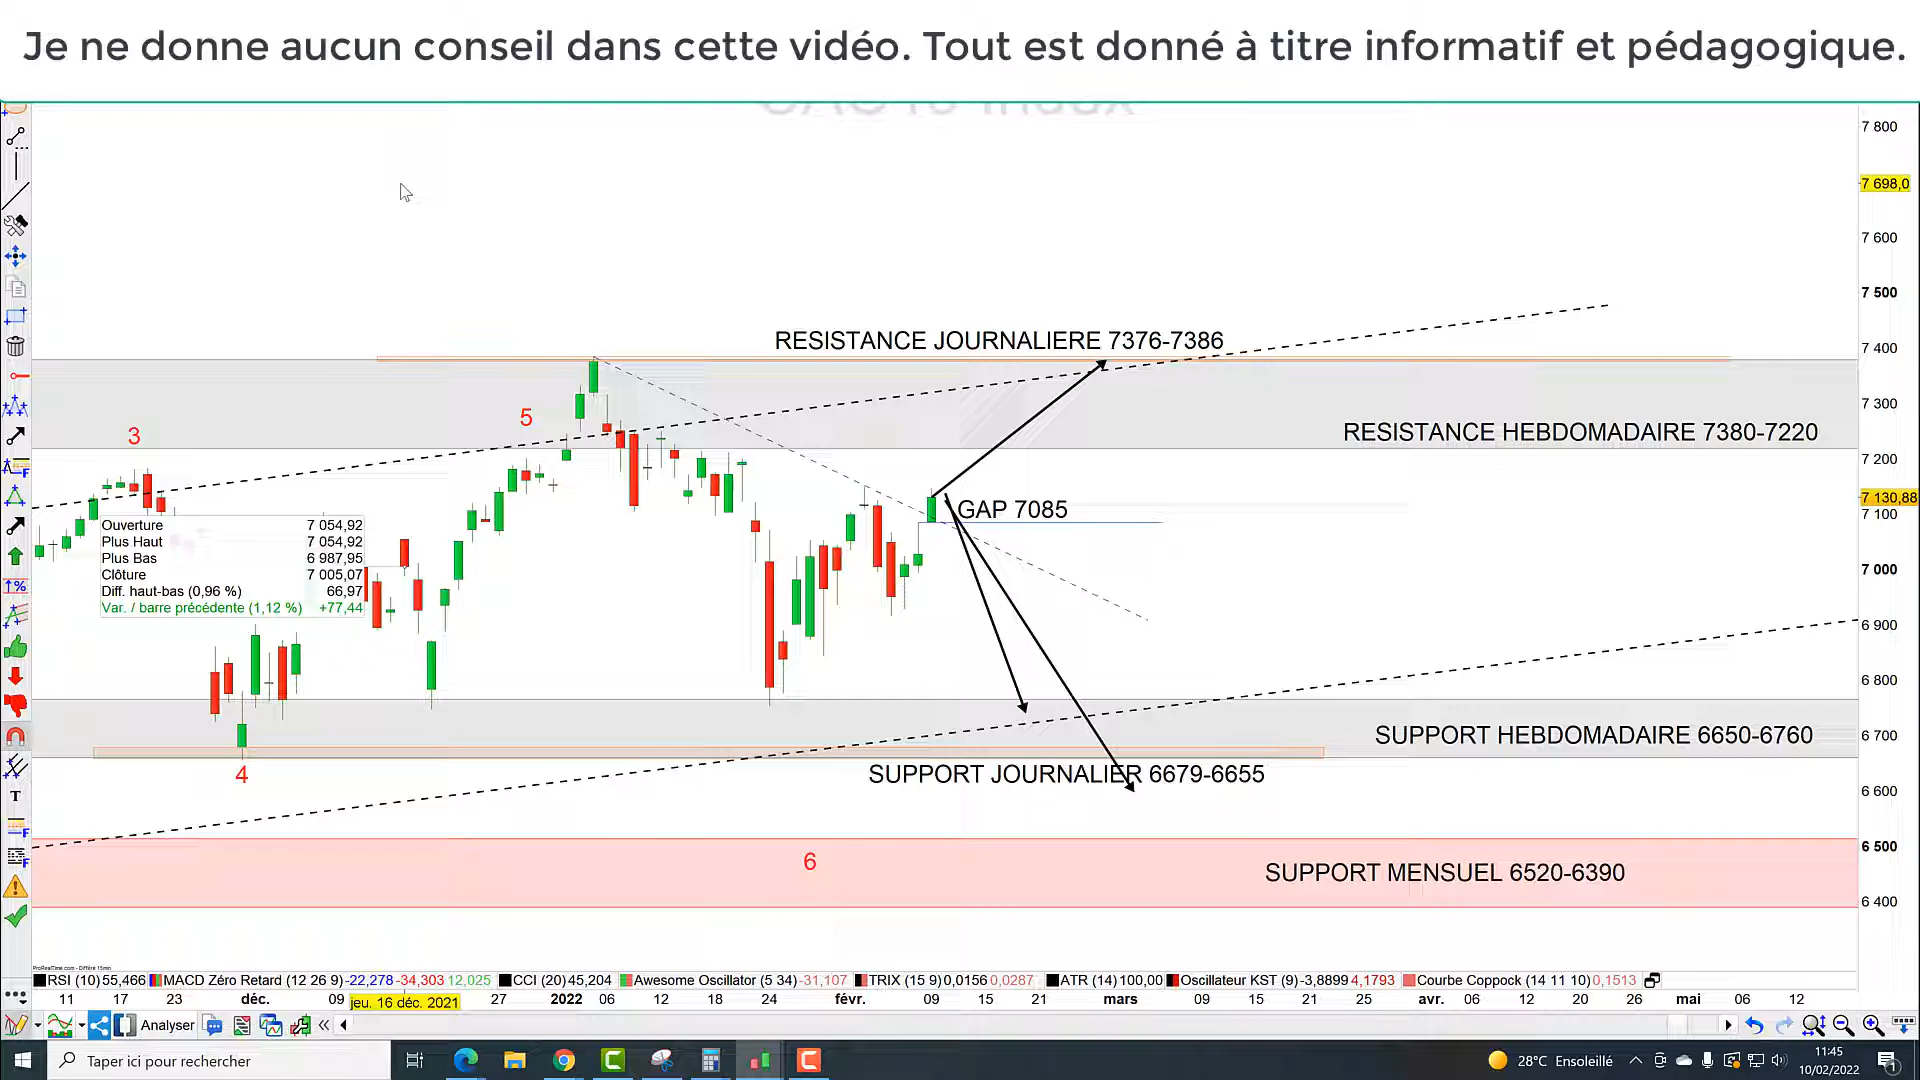 Je ne donne aucun conseil dans cette vidéo. Tout est donné à titre informatif et pédagogique.
7 800
7 698,0
7 600
7 500
RESISTANCE JOURNALIERE 7376-7386
7 400
7 300
5
3
RESISTANCE HEBDOMADAIRE 7380-7220
7 200
7 130,88
GAP 7085
7 100
Ouverture 7 054,92
Plus Haut 7 054,92
Plus Bas 6 987,95
Clôture 7 005,07
Diff. haut-bas (0,96 %) 66,97
Var. / barre précédente (1,12 %) +77,44
7 000
6 900
6 800
SUPPORT HEBDOMADAIRE 6650-6760
6 700
4
SUPPORT JOURNALIER 6679-6655
6 600
6 500
6
SUPPORT MENSUEL 6520-6390
6 400
ProRealTime.com - Différé 15min
RSI (10) 55,466 MACD Zéro Retard (12 26 9) -22,278 -34,303 12,025 CCI (20) 45,204 Awesome Oscillator (5 34) -31,107 TRIX (15 9) 0,0156 0,0287 ATR (14) 100,00 Oscillateur KST (9) -3,8899 4,1793 Courbe Coppock (14 11 10) 0,1513
11 17 23 déc. 09 jeu. 16 déc. 2021 27 2022 06 12 18 24 févr. 09 15 21 mars 09 15 21 25 avr. 06 12 20 26 mai 06 12
Analyser
Taper ici pour rechercher
28°C Ensoleillé
11:45
10/02/2022
1